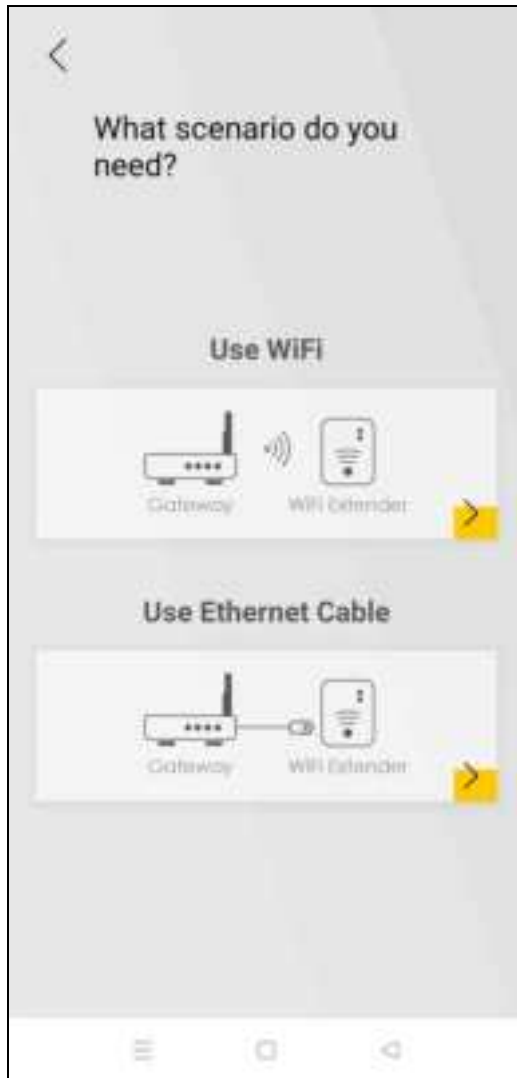 What scenario do you
need?
Use WiFi
Gateway WiFi Extender
Use Ethernet Cable
Gateway WiFi Extender